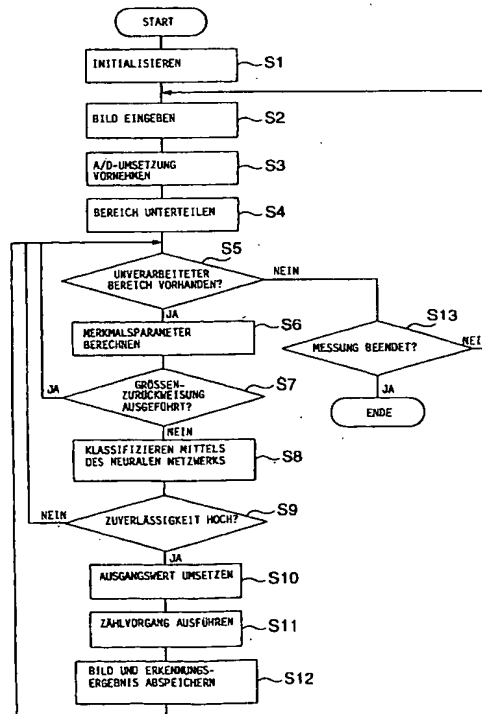 START
INITIALISIEREN
S1
BILD EINGEBEN
S2
A/D-UMSETZUNG
VORNEHMEN
S3
BEREICH UNTERTEILEN
S4
S5
UNVERARBEITETER
BEREICH VORHANDEN?
NEIN
JA
S6
MERKMALSPARAMETER
BERECHNEN
S13
MESSUNG BEENDET?
NEIN
JA
ENDE
S7
GRÖSSEN-
ZURÜCKWEISUNG
AUSGEFÜHRT?
JA
NEIN
KLASSIFIZIEREN MITTELS
DES NEURALEN NETZWERKS
S8
S9
ZUVERLÄSSIGKEIT HOCH?
NEIN
JA
AUSGANGSWERT UMSETZEN
S10
ZÄHLVORGANG AUSFÜHREN
S11
BILD UND ERKENNUNGS-
ERGEBNIS ABSPEICHERN
S12